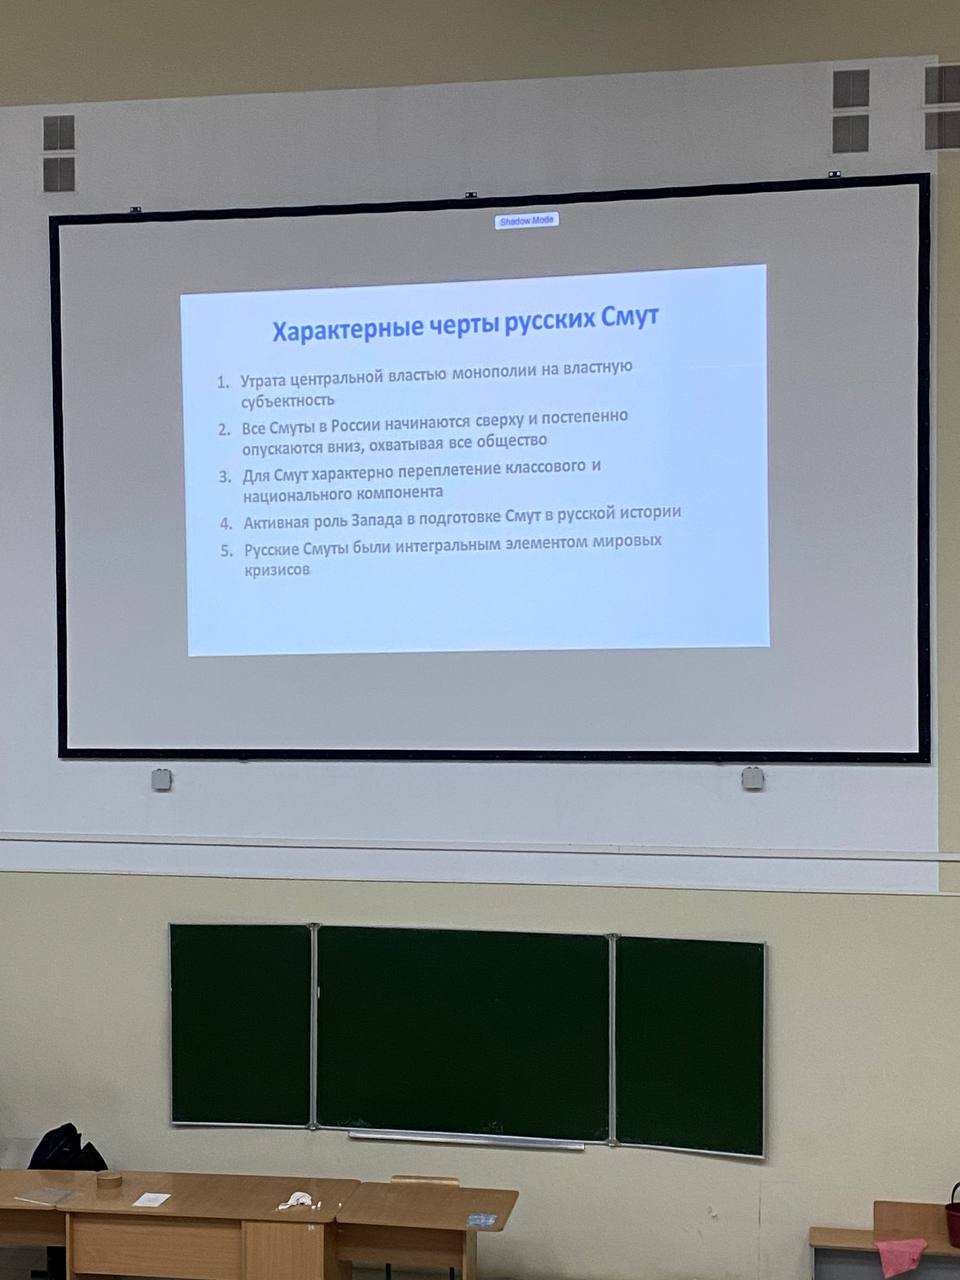 Shadow Mode
Характерные черты русских Смут
1. Утрата центральной властью монополии на властную
субъектность
2. Все Смуты в России начинаются сверху и постепенно
опускаются вниз, охватывая все общество
3. Для Смут характерно переплетение классового и
национального компонента
4. Активная роль Запада в подготовке Смут в русской истории
5. Русские Смуты были интегральным элементом мировых
кризисов